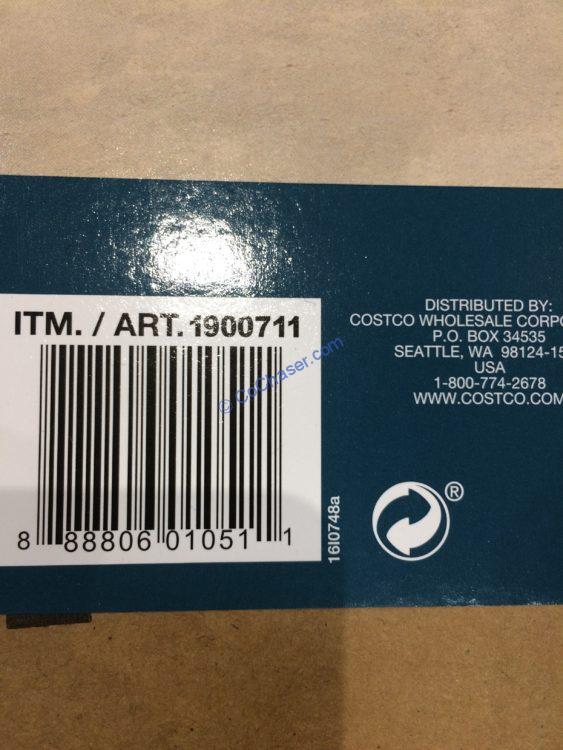 ITM. / ART. 1900711
8 88806 01051 1
16I0748a
DISTRIBUTED BY:
COSTCO WHOLESALE CORPO
P.O. BOX 34535
SEATTLE, WA 98124-15
USA
1-800-774-2678
WWW.COSTCO.COM
®
© CoChaser.com